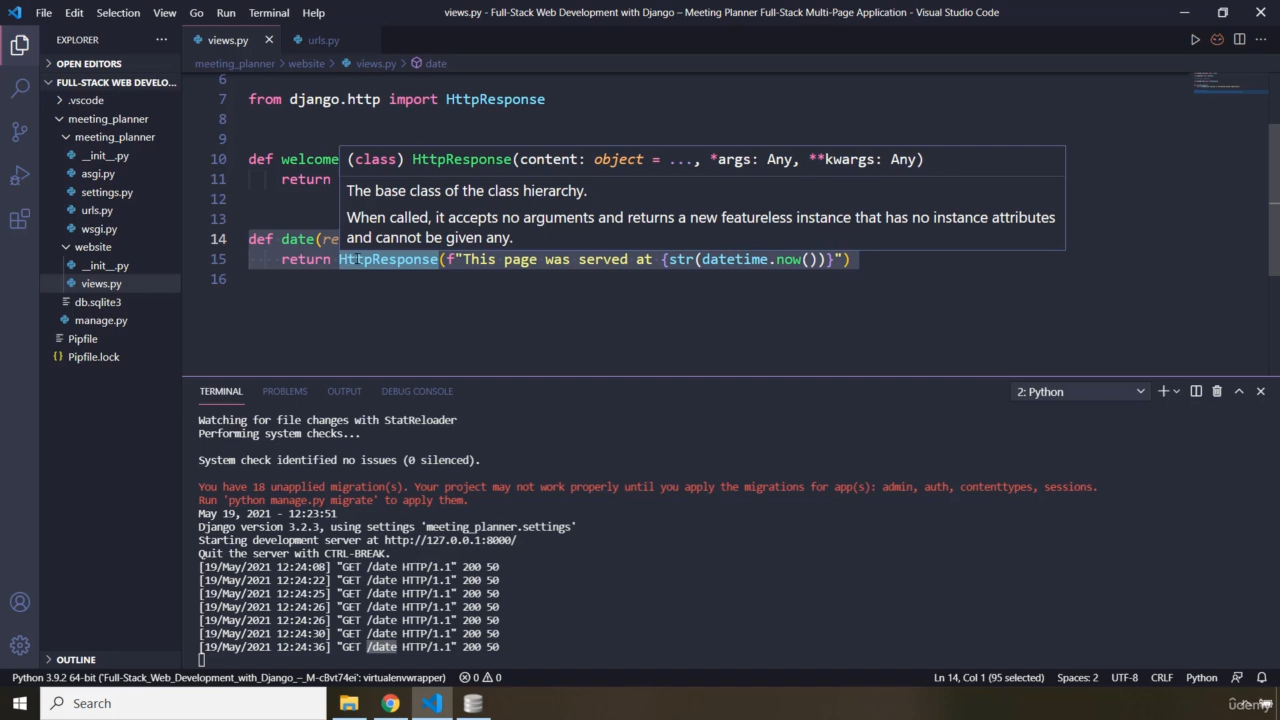 File Edit Selection View Go Run Terminal Help
views.py - Full-Stack Web Development with Django – Meeting Planner Full-Stack Multi-Page Application - Visual Studio Code
EXPLORER
views.py
urls.py
OPEN EDITORS
meeting_planner > website > views.py > date
FULL-STACK WEB DEVELO...
.vscode
meeting_planner
meeting_planner
__init__.py
asgi.py
settings.py
urls.py
wsgi.py
website
__init__.py
views.py
db.sqlite3
manage.py
Pipfile
Pipfile.lock
OUTLINE
6
7 from django.http import HttpResponse
8
9
10 def welcome
11 return
12
13
14 def date(re
15 return HttpResponse(f"This page was served at {str(datetime.now())}")
16
(class) HttpResponse(content: object = ..., *args: Any, **kwargs: Any)
The base class of the class hierarchy.
When called, it accepts no arguments and returns a new featureless instance that has no instance attributes
and cannot be given any.
TERMINAL PROBLEMS OUTPUT DEBUG CONSOLE
2: Python
Watching for file changes with StatReloader
Performing system checks...
System check identified no issues (0 silenced).
You have 18 unapplied migration(s). Your project may not work properly until you apply the migrations for app(s): admin, auth, contenttypes, sessions.
Run 'python manage.py migrate' to apply them.
May 19, 2021 - 12:23:51
Django version 3.2.3, using settings 'meeting_planner.settings'
Starting development server at http://127.0.0.1:8000/
Quit the server with CTRL-BREAK.
[19/May/2021 12:24:08] "GET /date HTTP/1.1" 200 50
[19/May/2021 12:24:22] "GET /date HTTP/1.1" 200 50
[19/May/2021 12:24:25] "GET /date HTTP/1.1" 200 50
[19/May/2021 12:24:26] "GET /date HTTP/1.1" 200 50
[19/May/2021 12:24:26] "GET /date HTTP/1.1" 200 50
[19/May/2021 12:24:30] "GET /date HTTP/1.1" 200 50
[19/May/2021 12:24:36] "GET /date HTTP/1.1" 200 50
Python 3.9.2 64-bit ('Full-Stack_Web_Development_with_Django_–_M-cBvt74ei': virtualenvwrapper)
0 0
Ln 14, Col 1 (95 selected) Spaces: 2 UTF-8 CRLF Python
Search
udemy